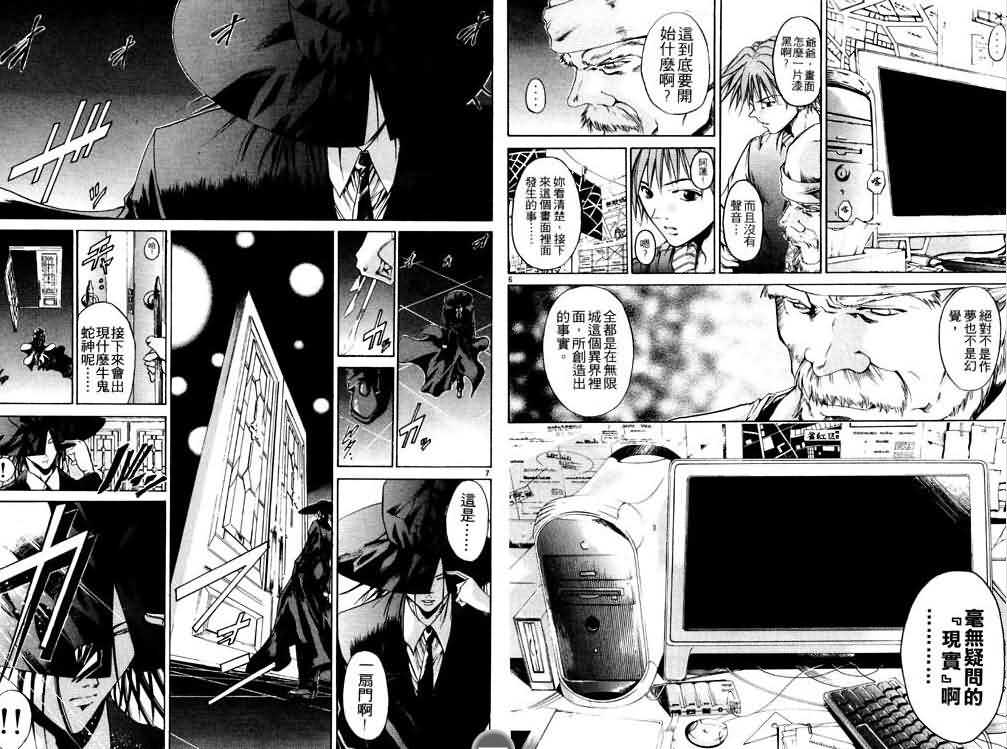 爺爺，畫面
怎麼一片漆
黑啊？
而且沒有
聲音……
這到底要開
始什麼啊？
……
阿蓮！
嗯？
妳看清楚，接下
來這個畫面裡面
發生的事……
6
絕對不是作
夢也不是幻
覺，
全都是在無限
城這個異界裡
面，所創造出
的事實。
毫無疑問的
『現實』啊
…………
7
這是……
一扇門啊！
接下來會出
現什麼牛鬼
蛇神呢……
！！
！！